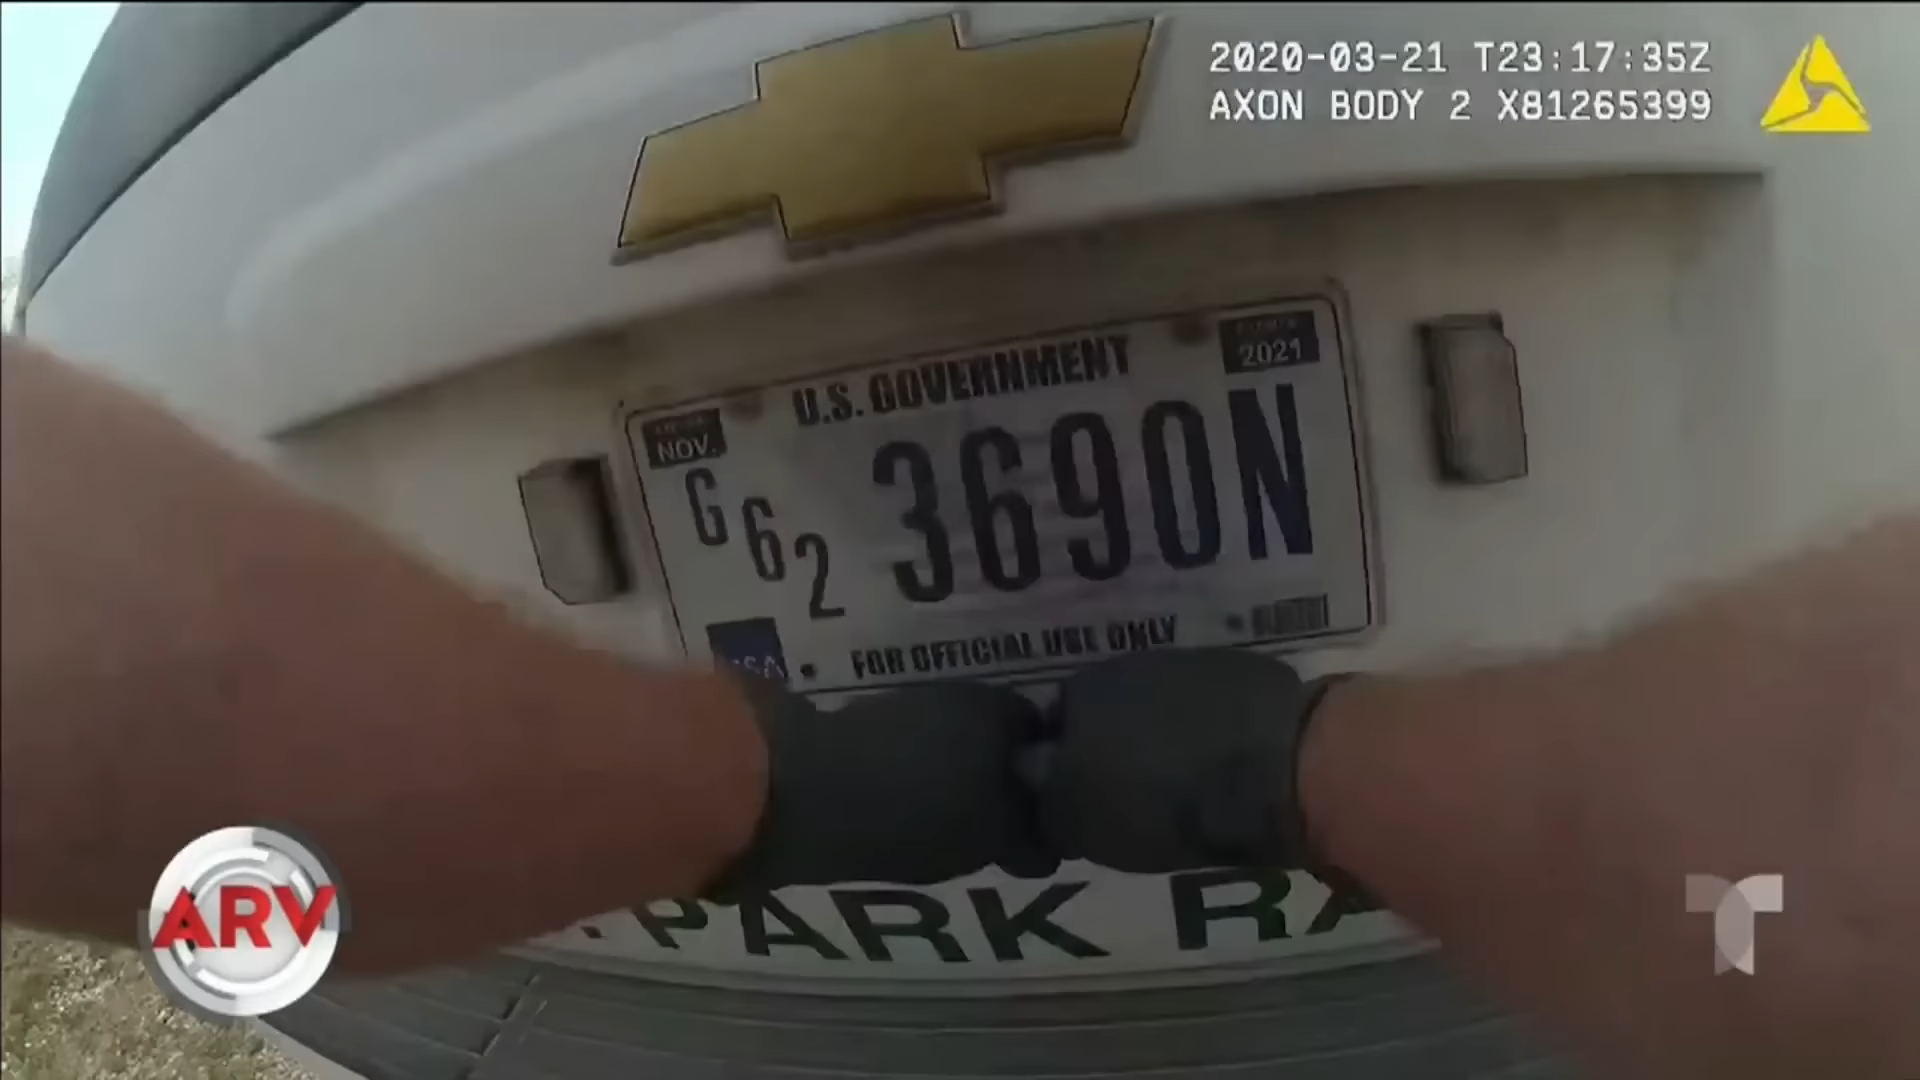 2020-03-21 T23:17:35Z
AXON BODY 2 X81265399
U.S. GOVERNMENT
NOV.
2021
G62 3690N
USA
FOR OFFICIAL USE ONLY
PARK RA
ARV
T